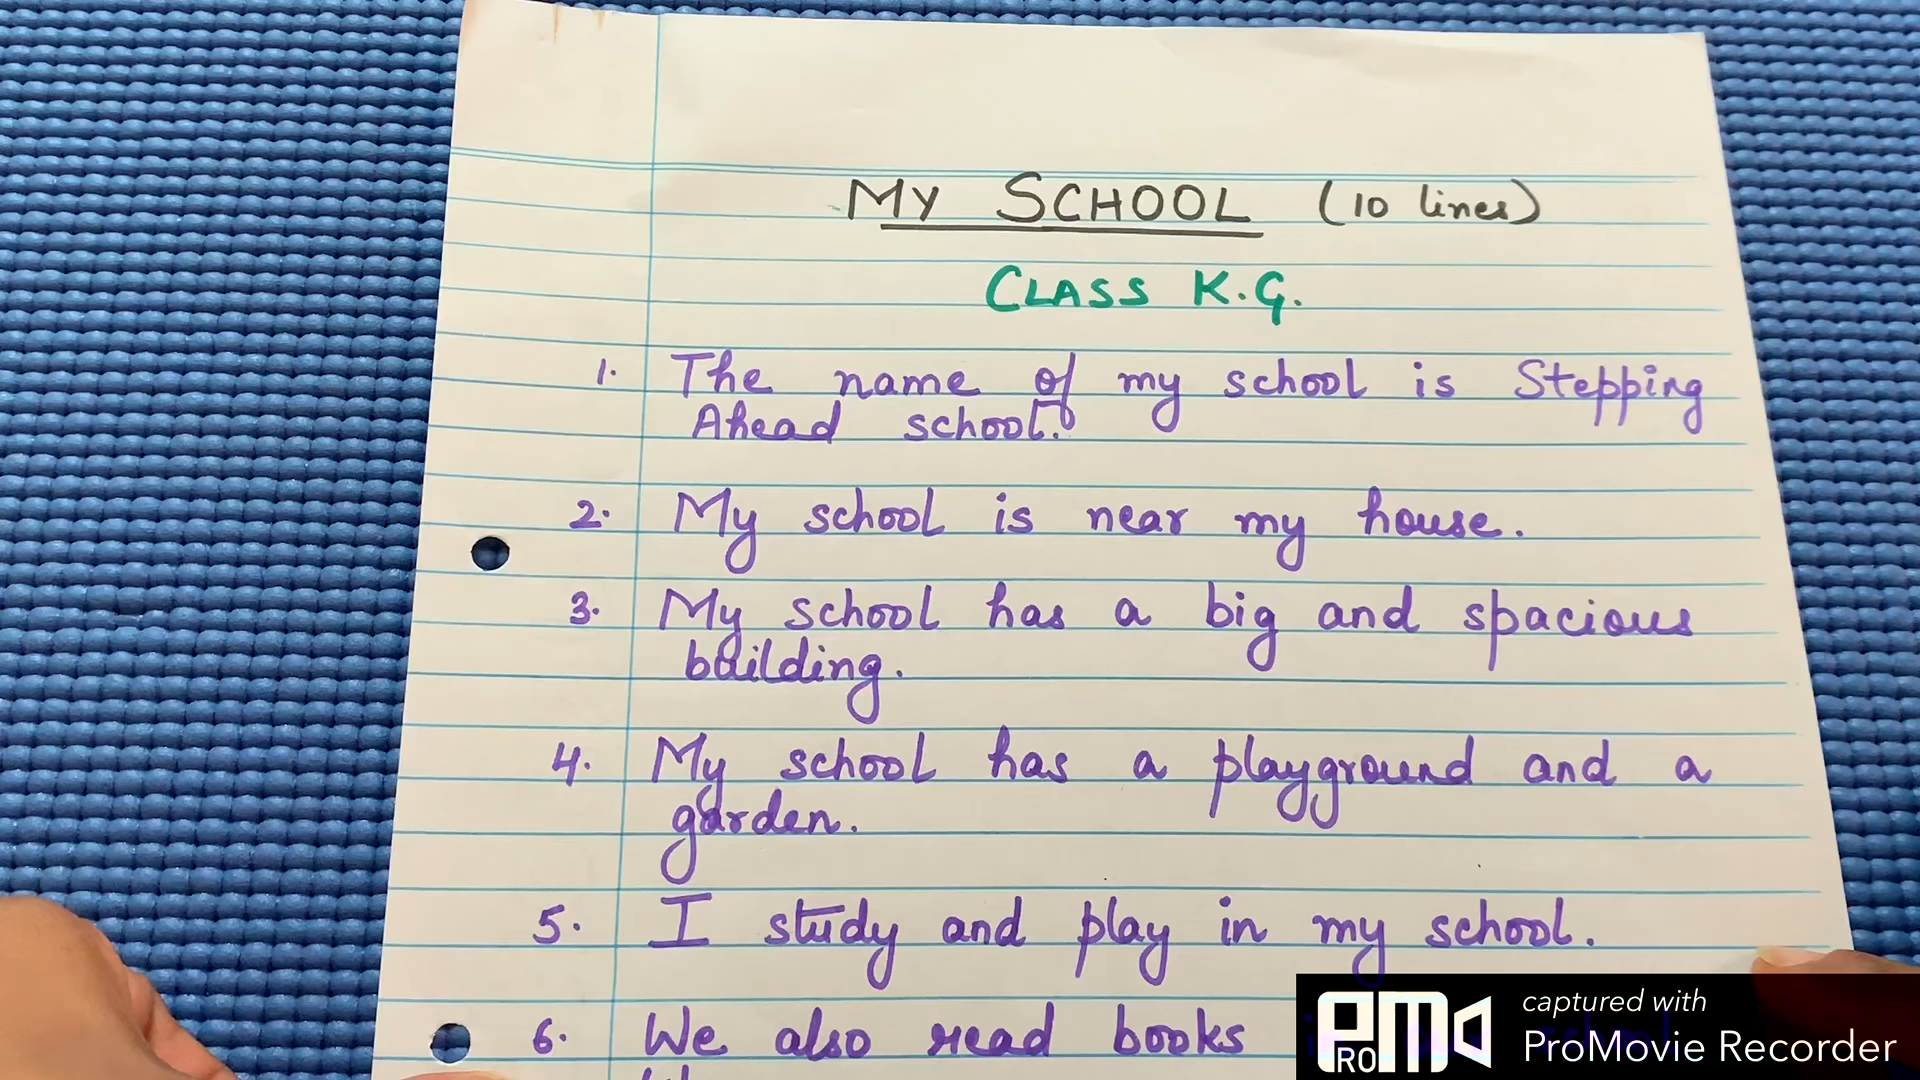 MY SCHOOL (10 lines)
CLASS K.G.
1. The name of my school is Stepping
Ahead school.
2. My school is near my house.
3. My school has a big and spacious
building.
4. My school has a playground and a
garden.
5. I study and play in my school.
6. We also read books
PRO
captured with
ProMovie Recorder